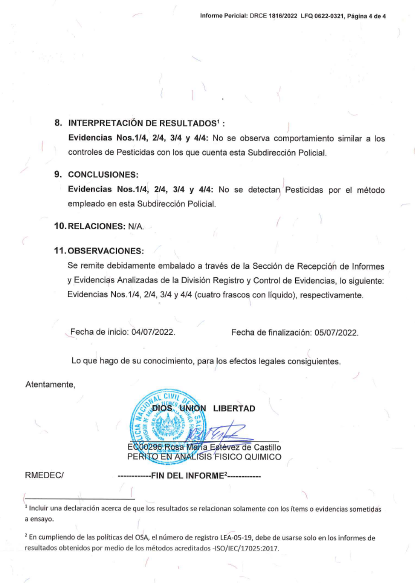 Informe Pericial: DRCE 1816/2022 LFQ 0622-0321, Página 4 de 4
8. INTERPRETACIÓN DE RESULTADOS¹ :
Evidencias Nos.1/4, 2/4, 3/4 y 4/4: No se observa comportamiento similar a los
controles de Pesticidas con los que cuenta esta Subdirección Policial.
9. CONCLUSIONES:
Evidencias Nos.1/4, 2/4, 3/4 y 4/4: No se detectan Pesticidas por el método
empleado en esta Subdirección Policial.
10. RELACIONES: N/A.
11. OBSERVACIONES:
Se remite debidamente embalado a través de la Sección de Recepción de Informes
y Evidencias Analizadas de la División Registro y Control de Evidencias, lo siguiente:
Evidencias Nos.1/4, 2/4, 3/4 y 4/4 (cuatro frascos con líquido), respectivamente.
Fecha de inicio: 04/07/2022. Fecha de finalización: 05/07/2022.
Lo que hago de su conocimiento, para los efectos legales consiguientes.
Atentamente,
DIOS UNION LIBERTAD
EC00296 Rosa María Estévez de Castillo
PERITO EN ANALISIS FISICO QUIMICO
RMEDEC/ -----------FIN DEL INFORME²-----------
¹ Incluir una declaración acerca de que los resultados se relacionan solamente con los ítems o evidencias sometidas
a ensayo.
² En cumpliendo de las políticas del OSA, el número de registro LEA-05-19, debe de usarse solo en los informes de
resultados obtenidos por medio de los métodos acreditados -ISO/IEC/17025:2017.